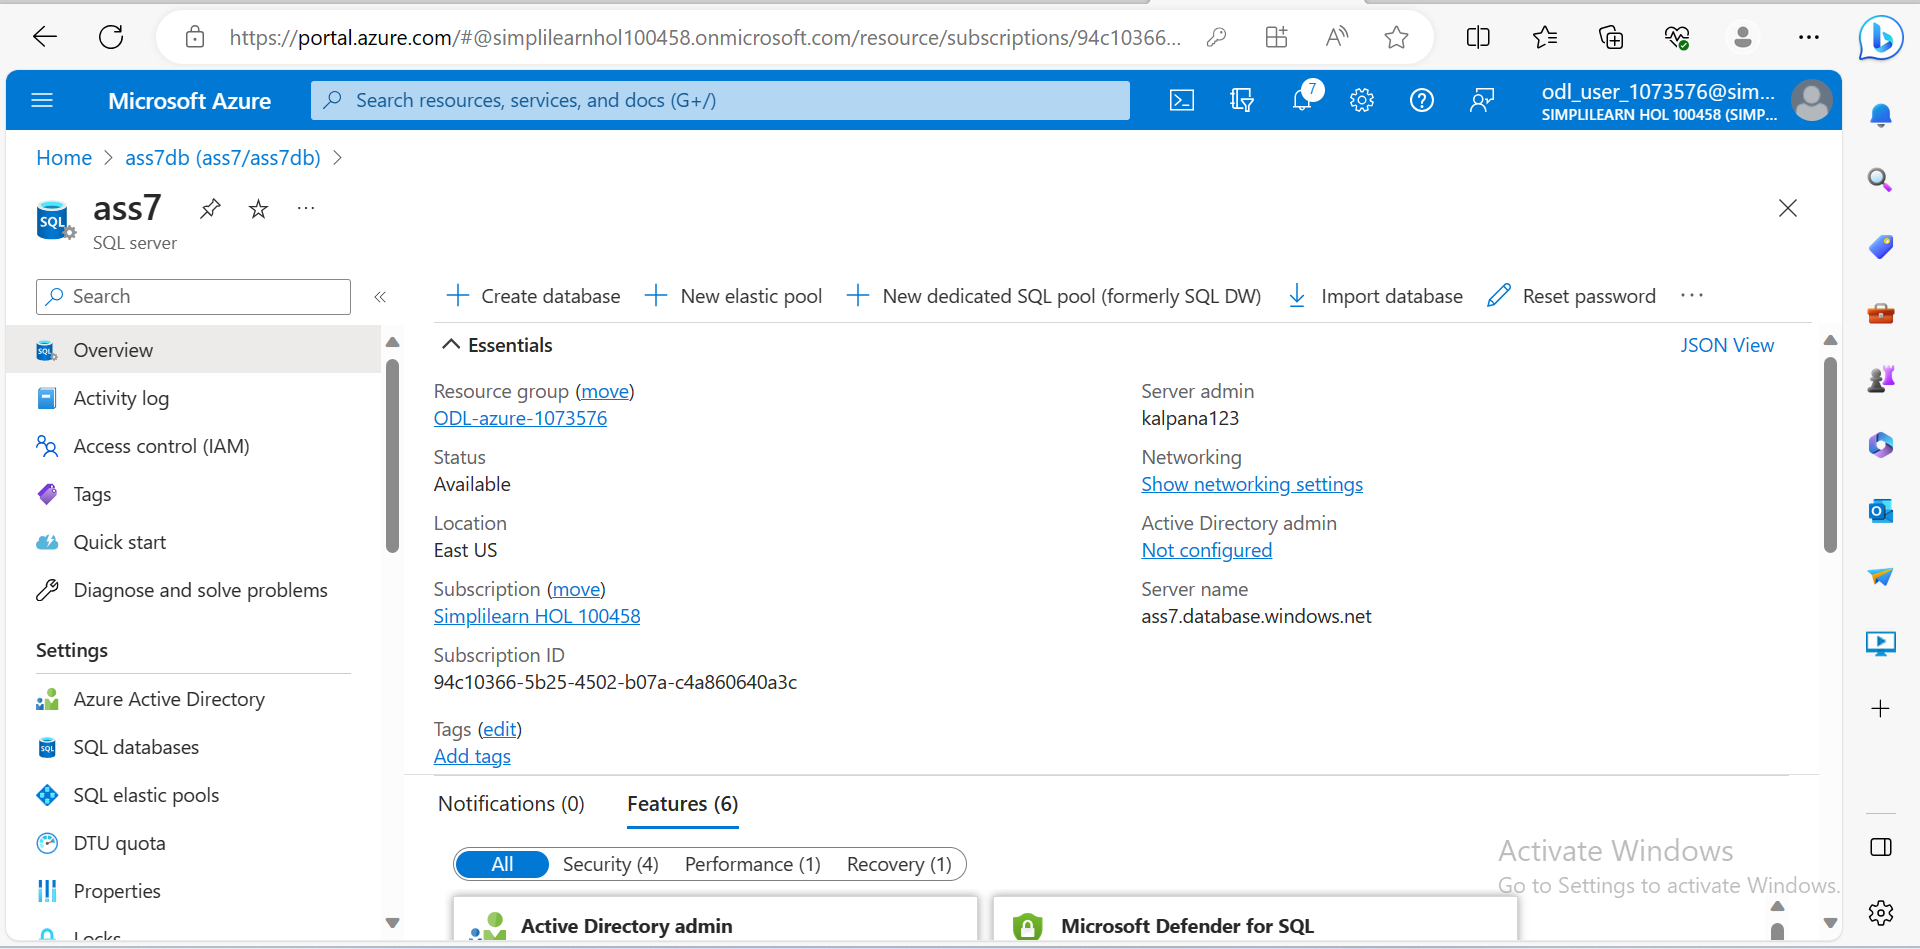 https://portal.azure.com/#@simplilearnhol100458.onmicrosoft.com/resource/subscriptions/94c10366...
Microsoft Azure
Search resources, services, and docs (G+/)
7
odl_user_1073576@sim...
SIMPLILEARN HOL 100458 (SIMP...
Home > ass7db (ass7/ass7db) >
SQL
ass7
...
SQL server
Search
«
Create database
New elastic pool
New dedicated SQL pool (formerly SQL DW)
Import database
Reset password
...
Overview
Activity log
Access control (IAM)
Tags
Quick start
Diagnose and solve problems
Settings
Azure Active Directory
SQL databases
SQL elastic pools
DTU quota
Properties
Locks
Essentials
JSON View
Resource group (move)
ODL-azure-1073576
Status
Available
Location
East US
Subscription (move)
Simplilearn HOL 100458
Subscription ID
94c10366-5b25-4502-b07a-c4a860640a3c
Server admin
kalpana123
Networking
Show networking settings
Active Directory admin
Not configured
Server name
ass7.database.windows.net
Tags (edit)
Add tags
Notifications (0)
Features (6)
All
Security (4)
Performance (1)
Recovery (1)
Active Directory admin
Microsoft Defender for SQL
Activate Windows
Go to Settings to activate Windows.